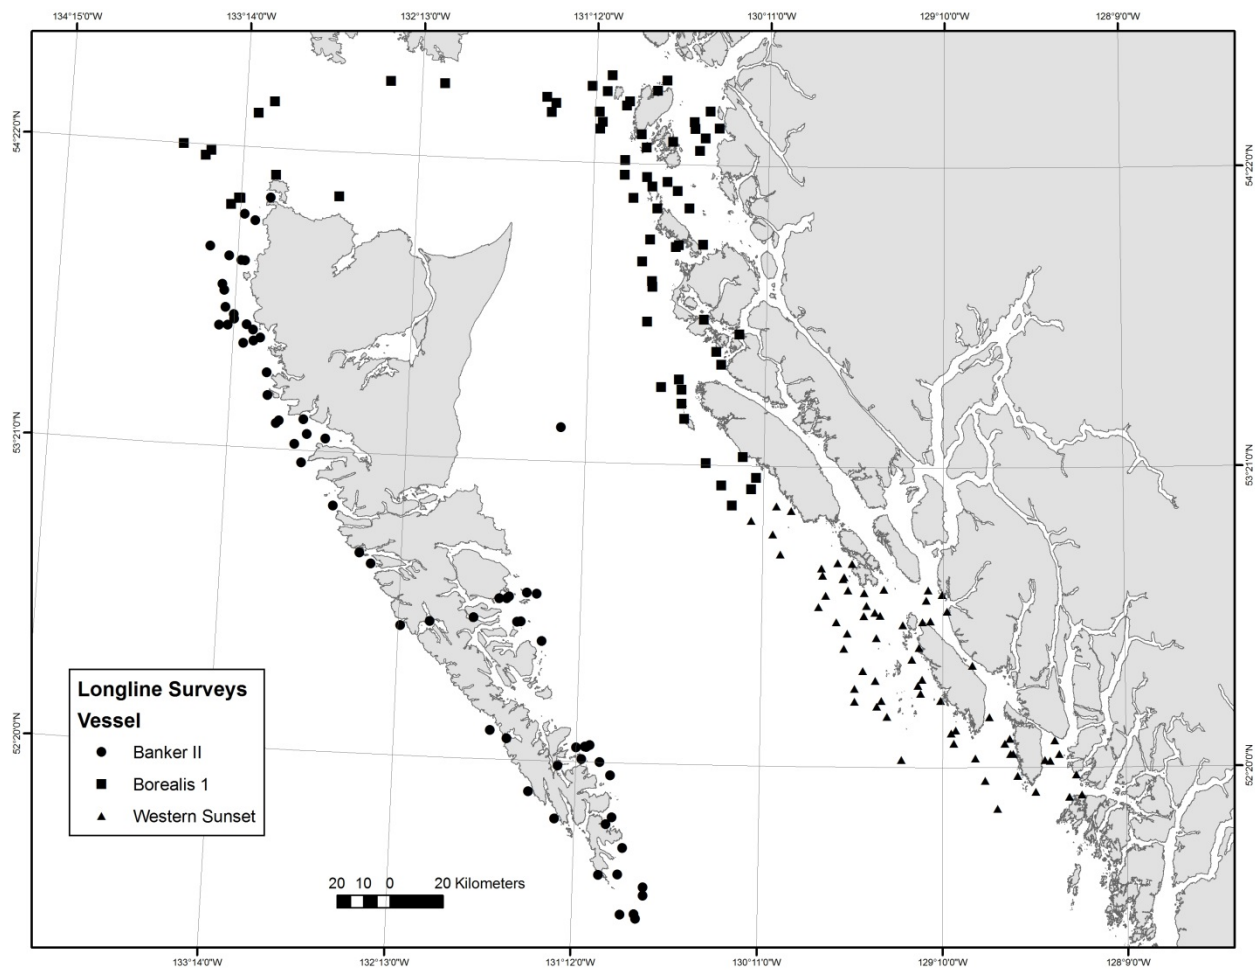 134°15'0"W 133°14'0"W 132°13'0"W 131°12'0"W 130°11'0"W 129°10'0"W 128°9'0"W
54°22'0"N 54°22'0"N
53°21'0"N 53°21'0"N
52°20'0"N 52°20'0"N
Longline Surveys
Vessel
Banker II
Borealis 1
Western Sunset
20 10 0 20 Kilometers
133°14'0"W 132°13'0"W 131°12'0"W 130°11'0"W 129°10'0"W 128°9'0"W